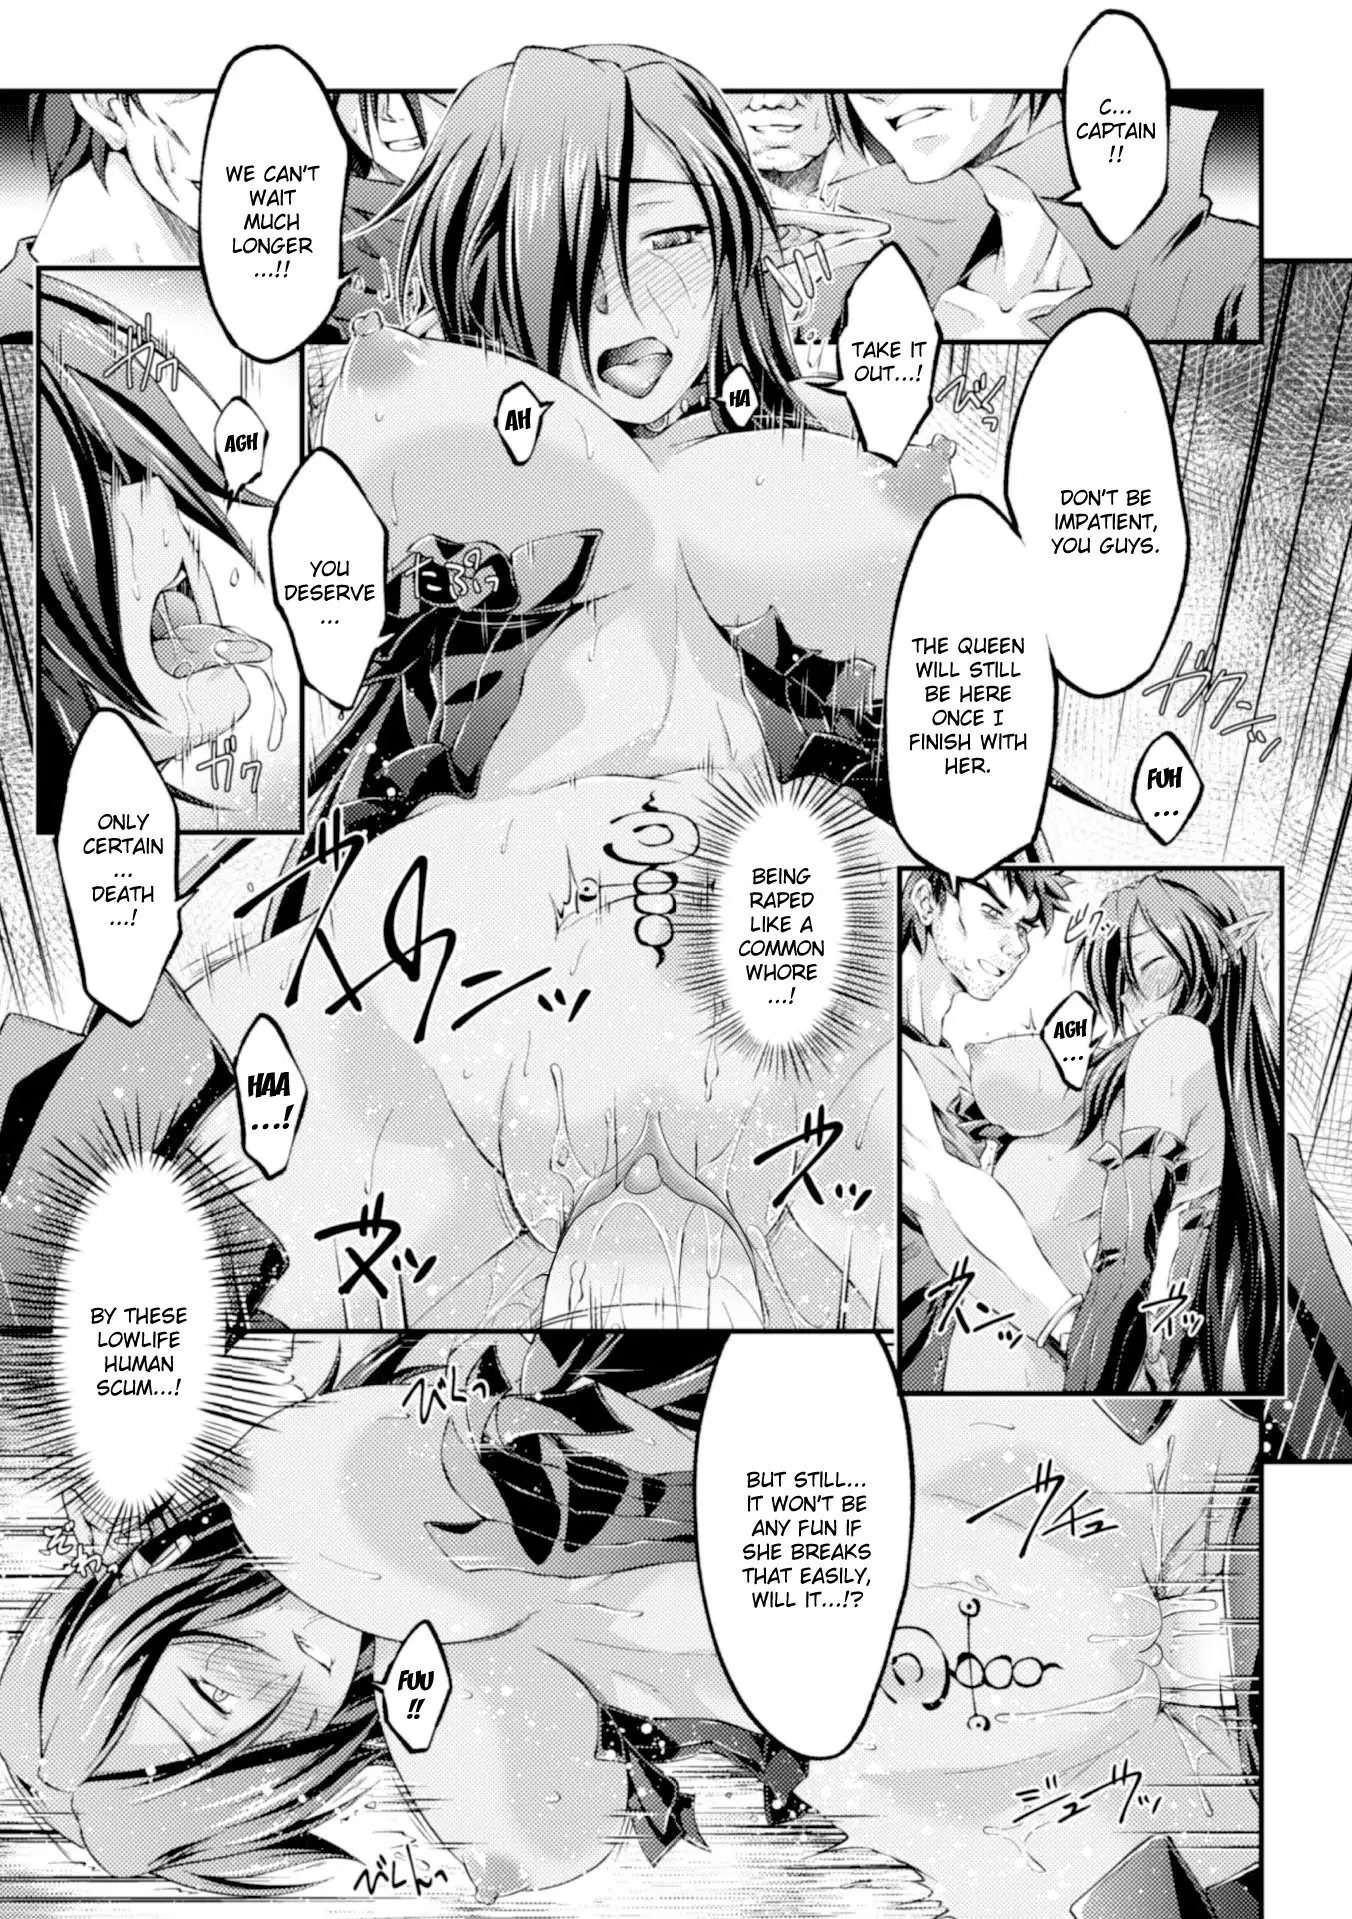 C...
CAPTAIN
!!
WE CAN'T
WAIT
MUCH
LONGER
...!!
TAKE IT
OUT...!
HA
AH
AGH
DON'T BE
IMPATIENT,
YOU GUYS.
THE QUEEN
WILL STILL
BE HERE
ONCE I
FINISH WITH
HER.
YOU
DESERVE
...
ONLY
CERTAIN
...
DEATH
...!
FUH
...
AGH
...
BEING
RAPED
LIKE A
COMMON
WHORE
...!
HAA
...!
BY THESE
LOWLIFE
HUMAN
SCUM...!
BUT STILL...
IT WON'T BE
ANY FUN IF
SHE BREAKS
THAT EASILY,
WILL IT...!?
FUU
!!